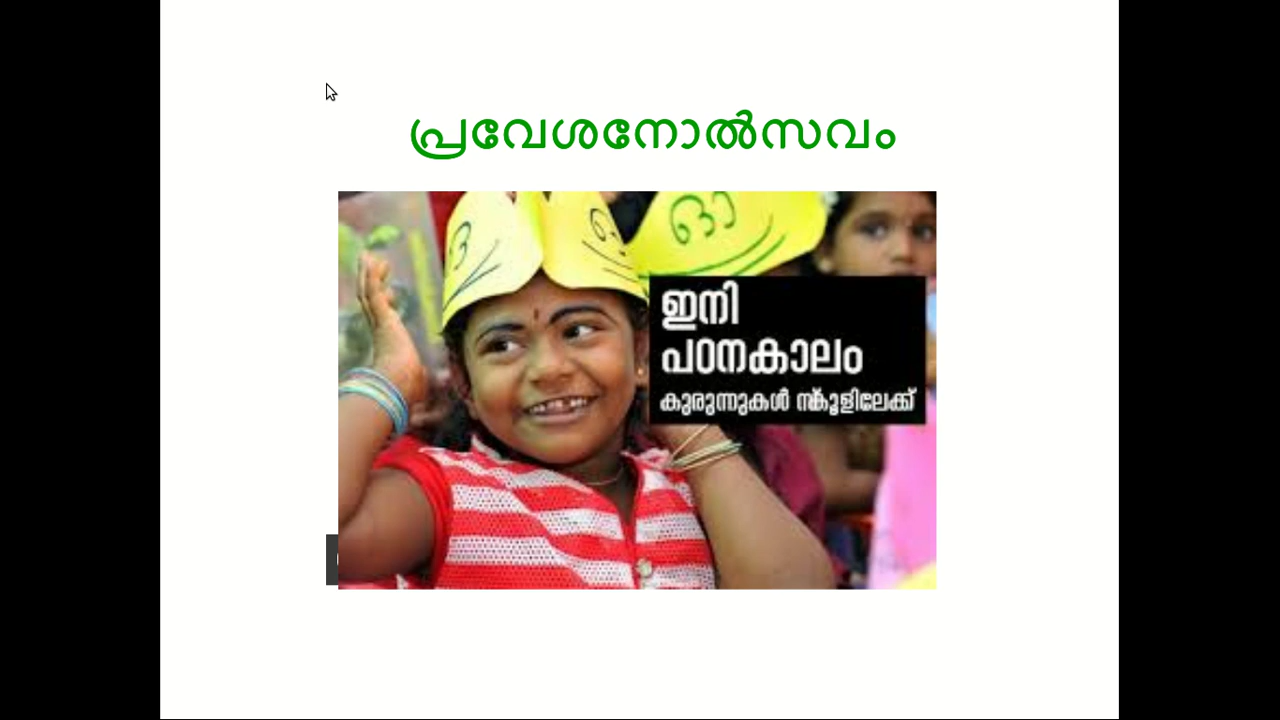 പ്രവേശനോൽസവം
ഓ
ഇനി
പഠനകാലം
കുരുന്നുകൾ സ്കൂളിലേക്ക്